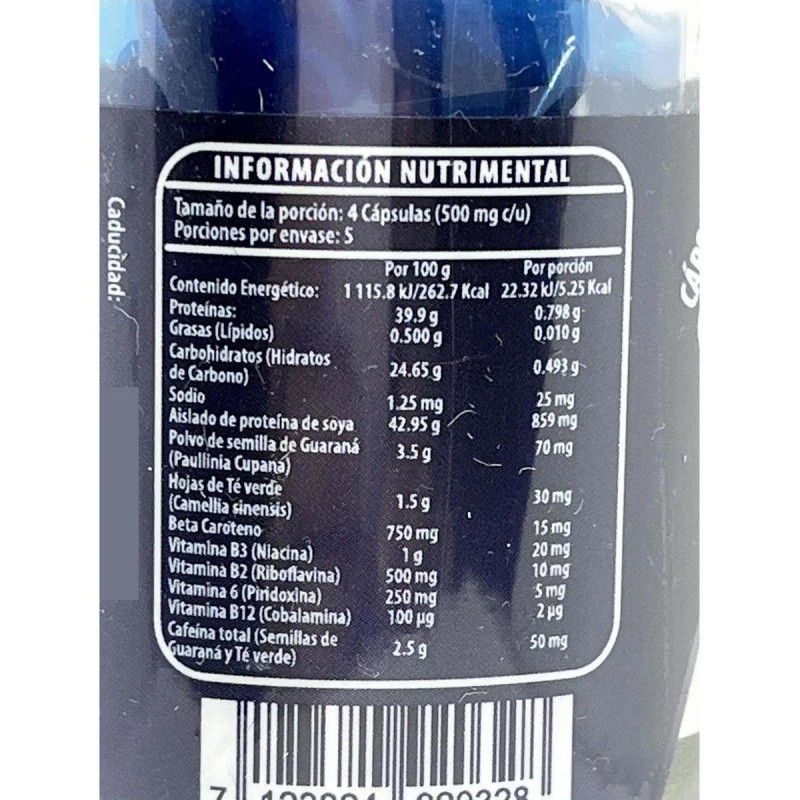 INFORMACIÓN NUTRIMENTAL
Tamaño de la porción: 4 Cápsulas (500 mg c/u)
Porciones por envase: 5
Por 100 g Por porción
Contenido Energético: 1 115.8 kJ/262.7 Kcal 22.32 kJ/5.25 Kcal
Proteínas: 39.9 g 0.798 g
Grasas (Lípidos) 0.500 g 0.010 g
Carbohidratos (Hidratos
de Carbono) 24.65 g 0.493 g
Sodio 1.25 mg 25 mg
Aislado de proteína de soya 42.95 g 859 mg
Polvo de semilla de Guaraná 3.5 g 70 mg
(Paullinia Cupana)
Hojas de Té verde
(Camellia sinensis) 1.5 g 30 mg
Beta Caroteno 750 mg 15 mg
Vitamina B3 (Niacina) 1 g 20 mg
Vitamina B2 (Riboflavina) 500 mg 10 mg
Vitamina 6 (Piridoxina) 250 mg 5 mg
Vitamina B12 (Cobalamina) 100 µg 2 µg
Cafeína total (Semillas de
Guaraná y Té verde) 2.5 g 50 mg
Caducidad: